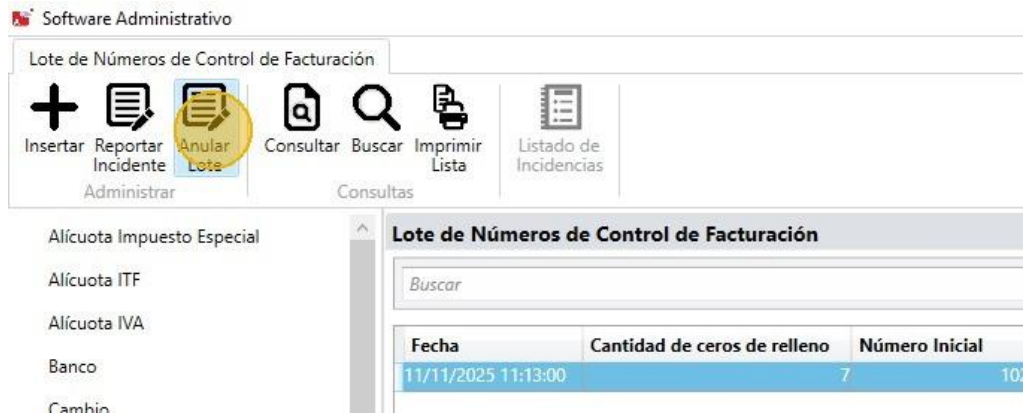 Software Administrativo
Lote de Números de Control de Facturación
Insertar Reportar Incidente Anular Lote Consultar Buscar Imprimir Lista Listado de Incidencias
Administrar Consultas
Alícuota Impuesto Especial
Lote de Números de Control de Facturación
Alícuota ITF
Buscar
Alícuota IVA
Fecha Cantidad de ceros de relleno Número Inicial
Banco
11/11/2025 11:13:00 7
Cambio